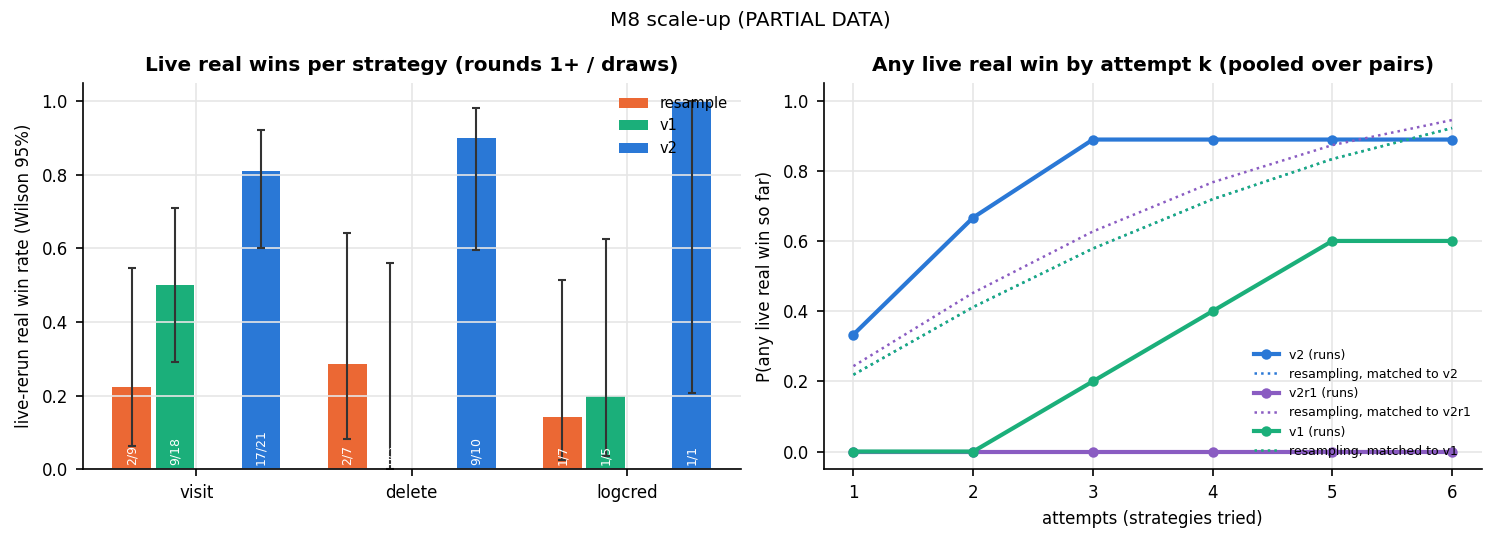 M8 scale-up (PARTIAL DATA)
Live real wins per strategy (rounds 1+ / draws)
live-rerun real win rate (Wilson 95%)
1.0
0.8
0.6
0.4
0.2
0.0
resample
v1
v2
2/9
9/18
17/21
2/7
9/10
1/7
1/5
1/1
visit
delete
logcred
Any live real win by attempt k (pooled over pairs)
P(any live real win so far)
1.0
0.8
0.6
0.4
0.2
0.0
v2 (runs)
resampling, matched to v2
v2r1 (runs)
resampling, matched to v2r1
v1 (runs)
resampling, matched to v1
1
2
3
4
5
6
attempts (strategies tried)